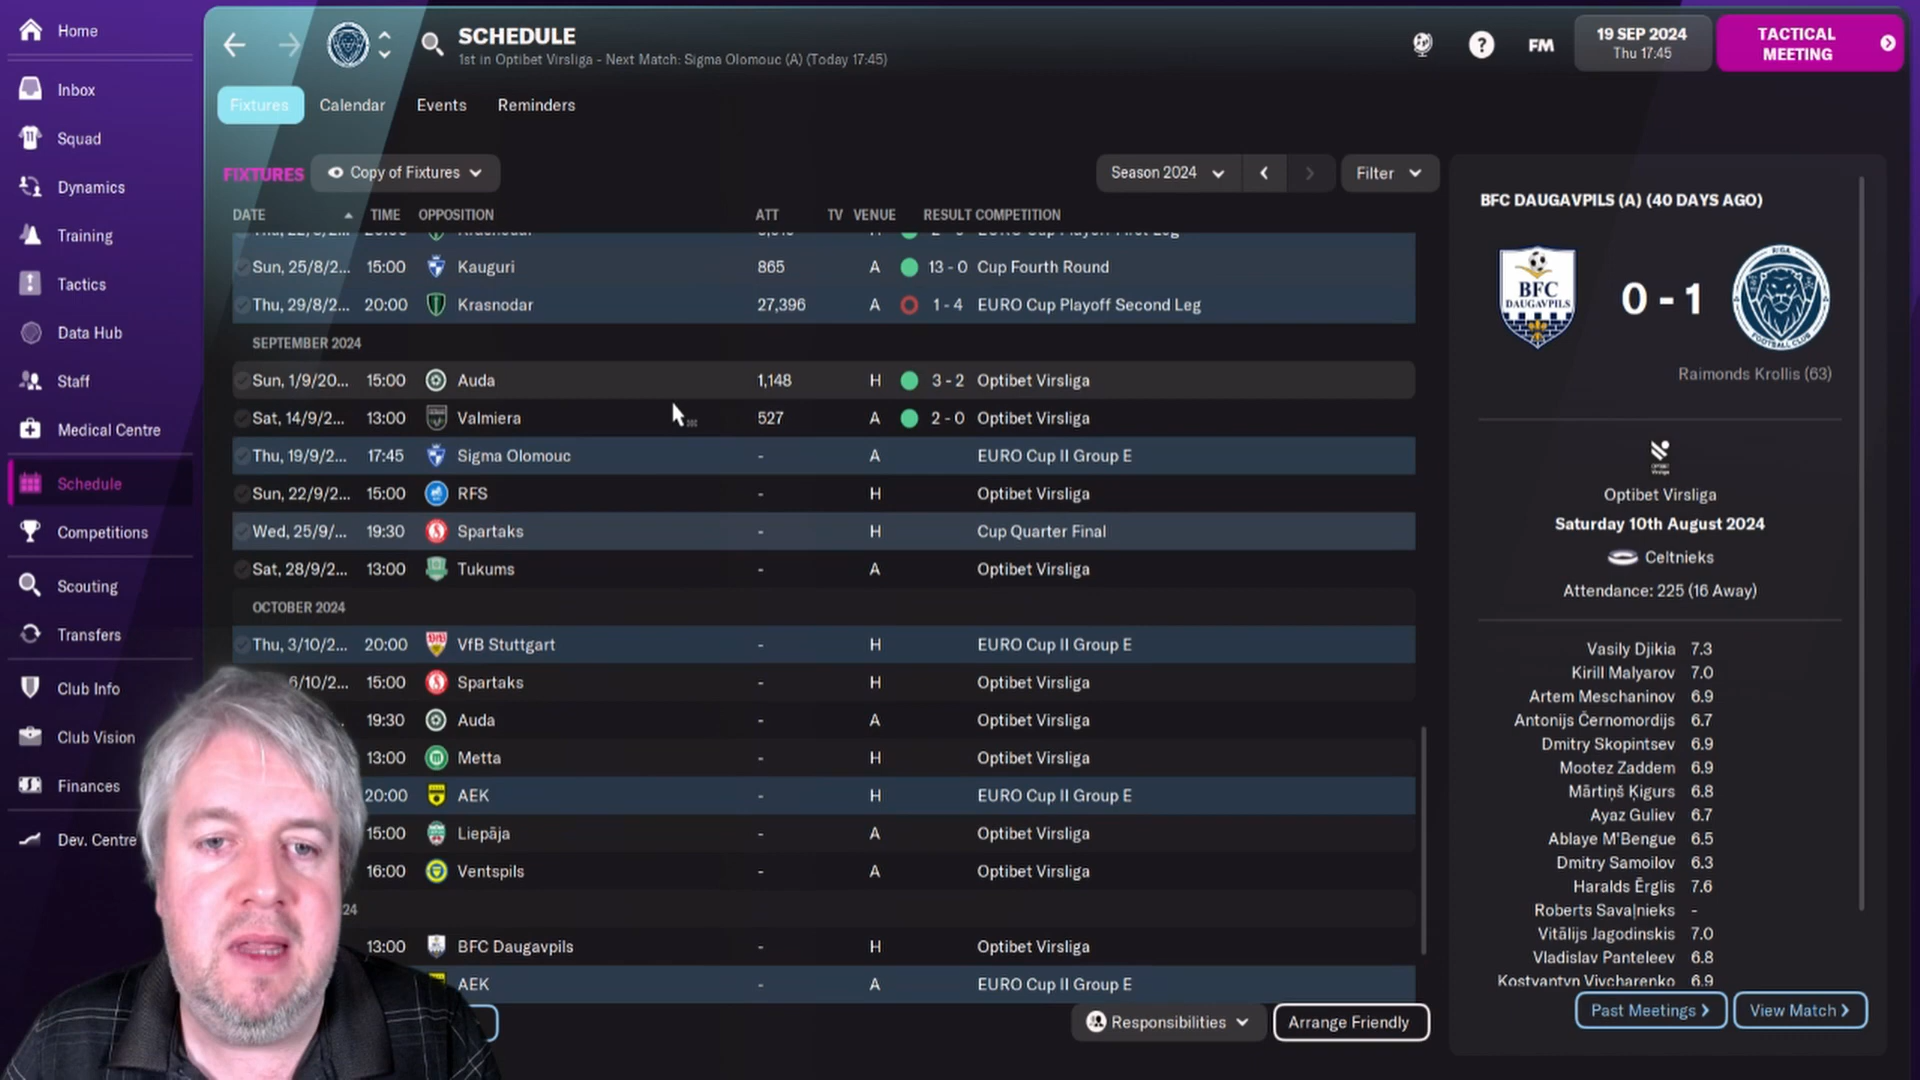 Home
Inbox
Squad
Dynamics
Training
Tactics
Data Hub
Staff
Medical Centre
Schedule
Competitions
Scouting
Transfers
Club Info
Club Vision
Finances
Dev. Centre
SCHEDULE
1st in Optibet Virsliga - Next Match: Sigma Olomouc (A) (Today 17:45)
FM
19 SEP 2024
Thu 17:45
TACTICAL
MEETING
Fixtures Calendar Events Reminders
FIXTURES Copy of Fixtures Season 2024 Filter
DATE TIME OPPOSITION ATT TV VENUE RESULT COMPETITION
Sun, 25/8/2... 15:00 Kauguri 865 A 13 - 0 Cup Fourth Round
Thu, 29/8/2... 20:00 Krasnodar 27,396 A 1 - 4 EURO Cup Playoff Second Leg
SEPTEMBER 2024
Sun, 1/9/20... 15:00 Auda 1,148 H 3 - 2 Optibet Virsliga
Sat, 14/9/2... 13:00 Valmiera 527 A 2 - 0 Optibet Virsliga
Thu, 19/9/2... 17:45 Sigma Olomouc - A EURO Cup II Group E
Sun, 22/9/2... 15:00 RFS - H Optibet Virsliga
Wed, 25/9/... 19:30 Spartaks - H Cup Quarter Final
Sat, 28/9/2... 13:00 Tukums - A Optibet Virsliga
OCTOBER 2024
Thu, 3/10/2... 20:00 VfB Stuttgart - H EURO Cup II Group E
6/10/2... 15:00 Spartaks - H Optibet Virsliga
19:30 Auda - A Optibet Virsliga
13:00 Metta - H Optibet Virsliga
20:00 AEK - H EURO Cup II Group E
15:00 Liepāja - A Optibet Virsliga
16:00 Ventspils - A Optibet Virsliga
24
13:00 BFC Daugavpils - H Optibet Virsliga
AEK - A EURO Cup II Group E
Responsibilities Arrange Friendly
BFC DAUGAVPILS (A) (40 DAYS AGO)
BFC
DAUGAVPILS
0 - 1
RIGA
FOOTBALL CLUB
Raimonds Krollis (63)
Optibet Virsliga
Saturday 10th August 2024
Celtnieks
Attendance: 225 (16 Away)
Vasily Djikia 7.3
Kirill Malyarov 7.0
Artem Meschaninov 6.9
Antonijs Černomordijs 6.7
Dmitry Skopintsev 6.9
Mootez Zaddem 6.9
Mārtiņš Ķigurs 6.8
Ayaz Guliev 6.7
Ablaye M'Bengue 6.5
Dmitry Samoilov 6.3
Haralds Ērglis 7.6
Roberts Savaļnieks -
Vitālijs Jagodinskis 7.0
Vladislav Panteleev 6.8
Kostyantyn Vivcharenko 6.9
Past Meetings View Match